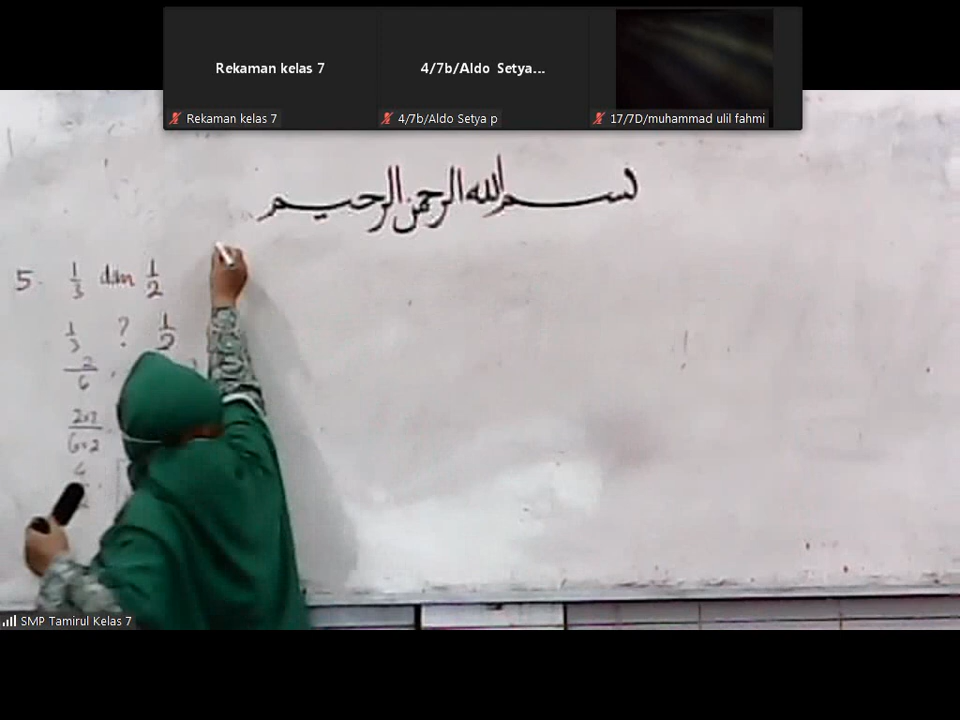 Rekaman kelas 7
4/7b/Aldo Setya...
Rekaman kelas 7
4/7b/Aldo Setya p
17/7D/muhammad ulil fahmi
بسم الله الرحمن الرحيم
5. 1/3 dan 1/2
1/3 ? 1/2
2/6
2×2
6×2
4
SMP Tamirul Kelas 7